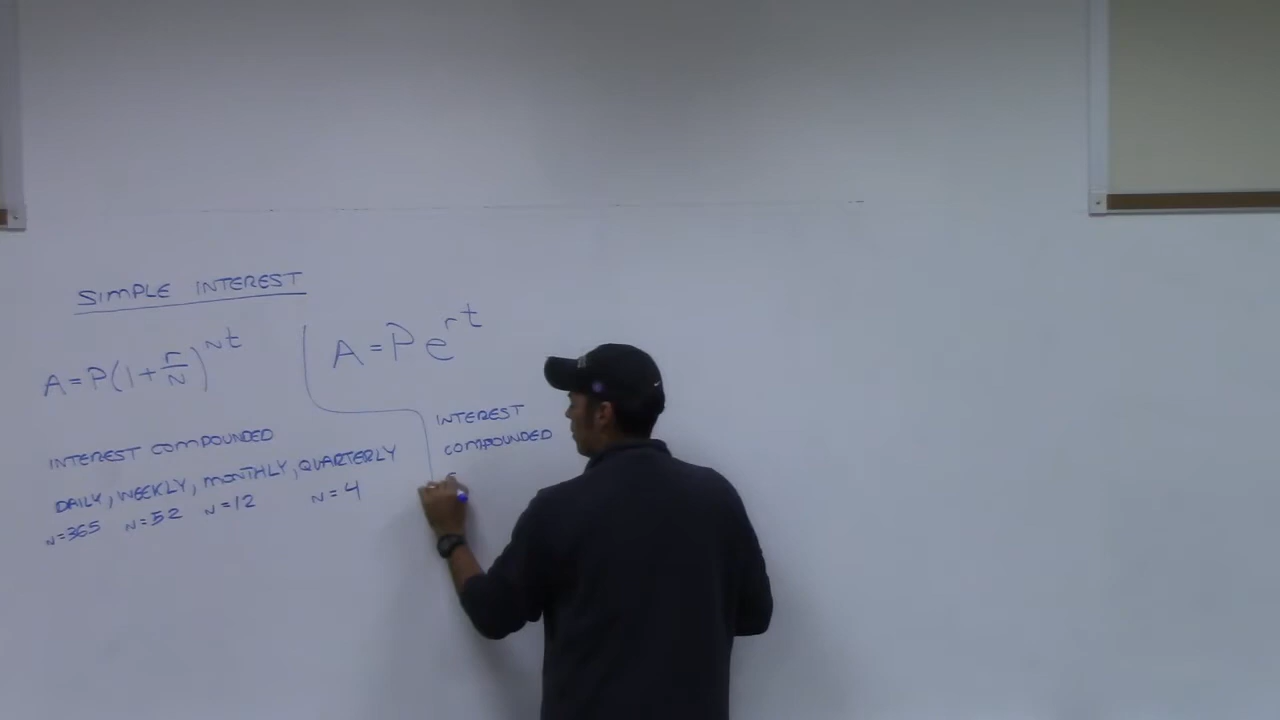 SIMPLE INTEREST
A=P(1+r/N)^Nt
A=Pe^rt
INTEREST COMPOUNDED
DAILY, WEEKLY, MONTHLY, QUARTERLY
N=365 N=52 N=12 N=4
INTEREST
COMPOUNDED